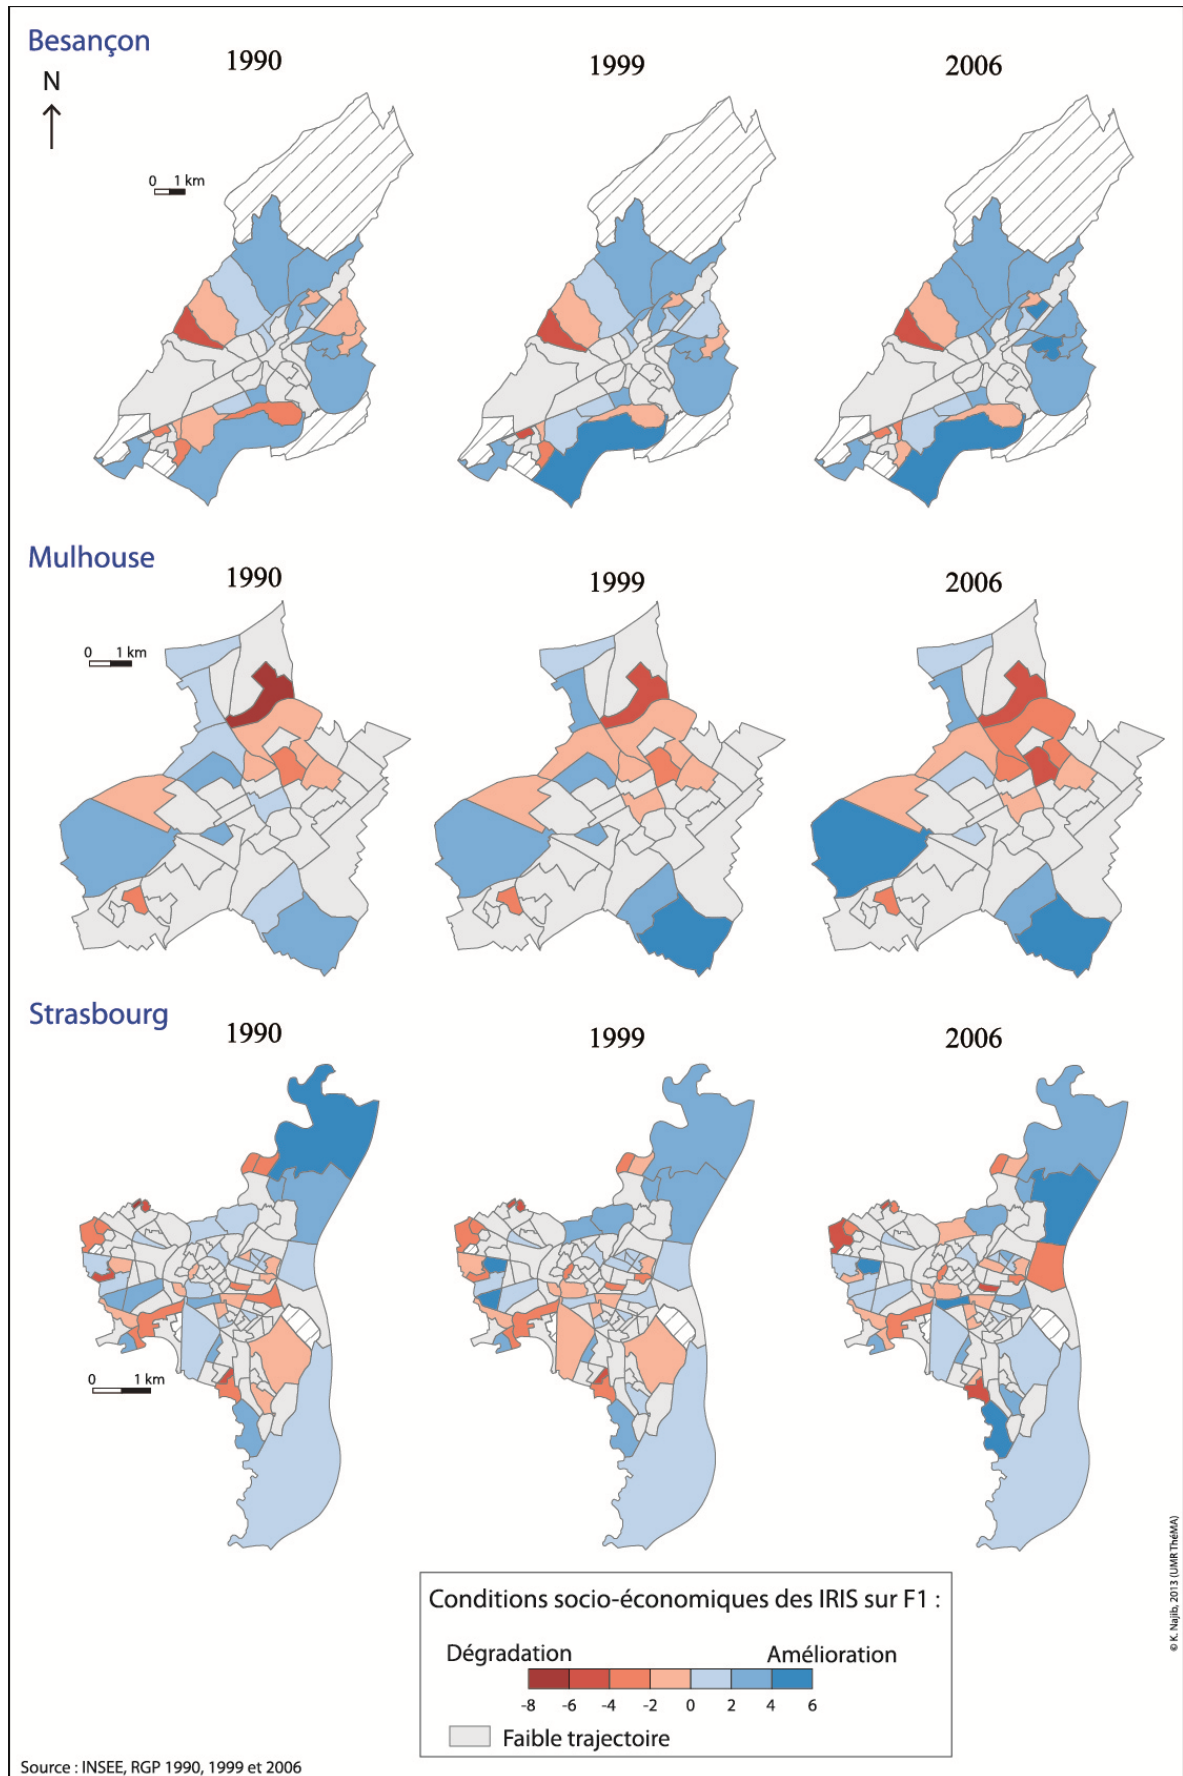 Besançon
1990
1999
2006
N
0 1 km
Mulhouse
1990
1999
2006
0 1 km
Strasbourg
1990
1999
2006
0 1 km
Conditions socio-économiques des IRIS sur F1 :
Dégradation Amélioration
-8 -6 -4 -2 0 2 4 6
Faible trajectoire
© K. Najib, 2013 (UMR ThéMA)
Source : INSEE, RGP 1990, 1999 et 2006